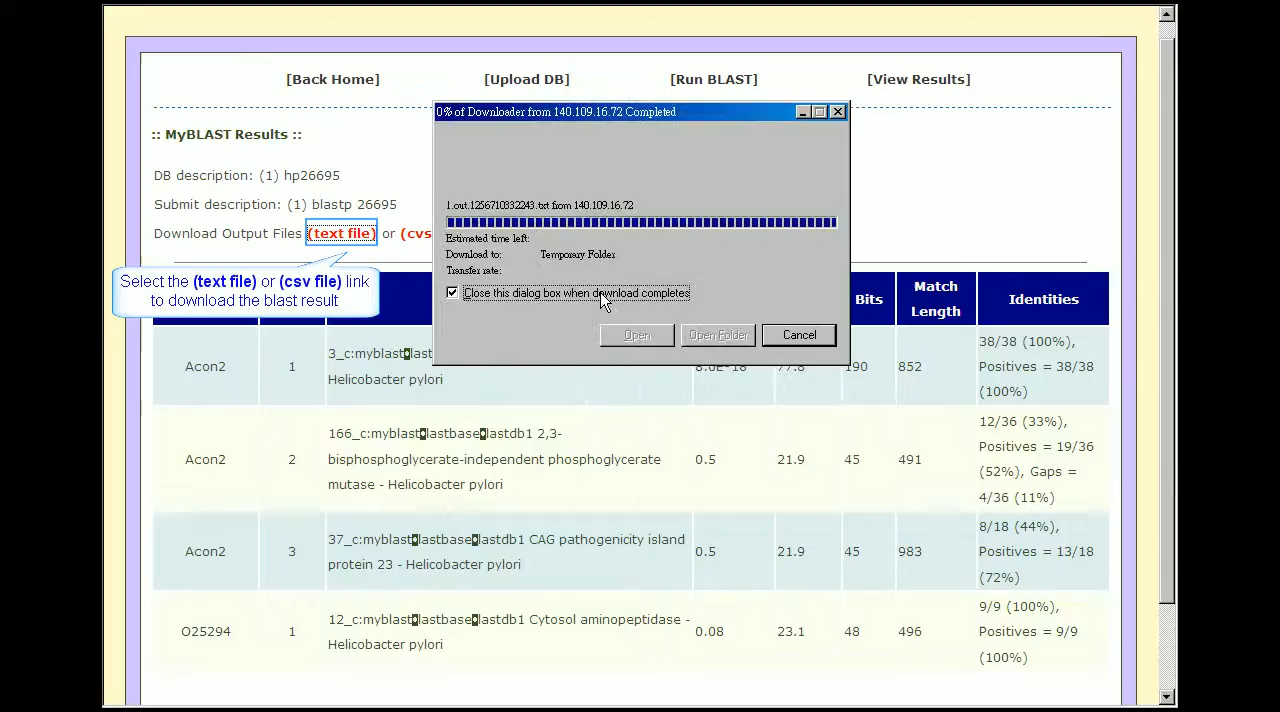 [Back Home] [Upload DB] [Run BLAST] [View Results]
:: MyBLAST Results ::
DB description: (1) hp26695
Submit description: (1) blastp 26695
Download Output Files (text file) or (cvs
Select the (text file) or (csv file) link
to download the blast result
0% of Downloader from 140.109.16.72 Completed
1.out.1256710332243.txt from 140.109.16.72
Estimated time left:
Download to: Temporary Folder
Transfer rate:
Close this dialog box when download completes
Open Open Folder Cancel
Bits
Match
Length
Identities
Acon2 1
3_c:myblast
last
Helicobacter pylori
8.0E-18 77.8 190 852
38/38 (100%),
Positives = 38/38
(100%)
Acon2 2
166_c:myblast lastbase lastdb1 2,3-
bisphosphoglycerate-independent phosphoglycerate
mutase - Helicobacter pylori
0.5 21.9 45 491
12/36 (33%),
Positives = 19/36
(52%), Gaps =
4/36 (11%)
Acon2 3
37_c:myblast lastbase lastdb1 CAG pathogenicity island
protein 23 - Helicobacter pylori
0.5 21.9 45 983
8/18 (44%),
Positives = 13/18
(72%)
O25294 1
12_c:myblast lastbase lastdb1 Cytosol aminopeptidase -
Helicobacter pylori
0.08 23.1 48 496
9/9 (100%),
Positives = 9/9
(100%)